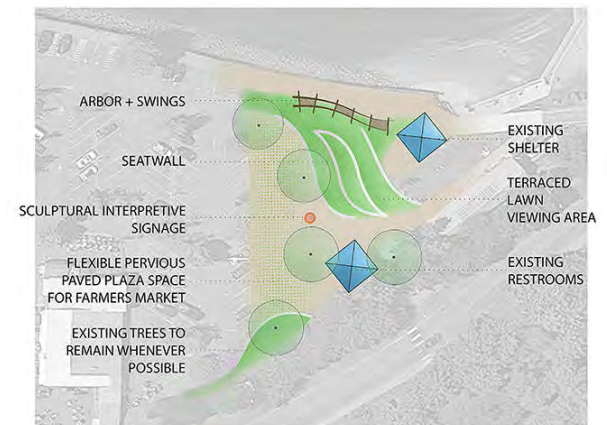 ARBOR + SWINGS
SEATWALL
SCULPTURAL INTERPRETIVE
SIGNAGE
FLEXIBLE PERVIOUS
PAVED PLAZA SPACE
FOR FARMERS MARKET
EXISTING TREES TO
REMAIN WHENEVER
POSSIBLE
EXISTING
SHELTER
TERRACED
LAWN
VIEWING AREA
EXISTING
RESTROOMS